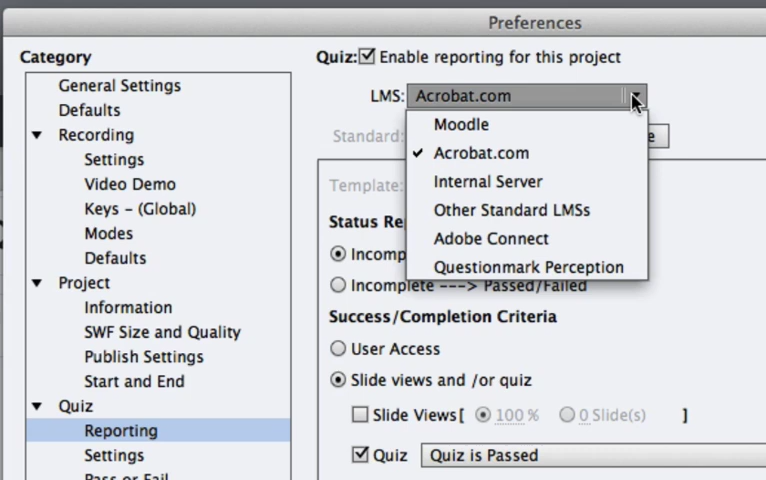 Preferences
Category
General Settings
Defaults
Recording
Settings
Video Demo
Keys - (Global)
Modes
Defaults
Project
Information
SWF Size and Quality
Publish Settings
Start and End
Quiz
Reporting
Settings
Pass or Fail
Quiz: Enable reporting for this project
LMS: Acrobat.com
Moodle
Acrobat.com
Internal Server
Other Standard LMSs
Adobe Connect
Questionmark Perception
Standard:
Template:
Status
Incomplete ---> Passed/Failed
Success/Completion Criteria
User Access
Slide views and /or quiz
Slide Views [ 100 % 0 Slide(s) ]
Quiz Quiz is Passed